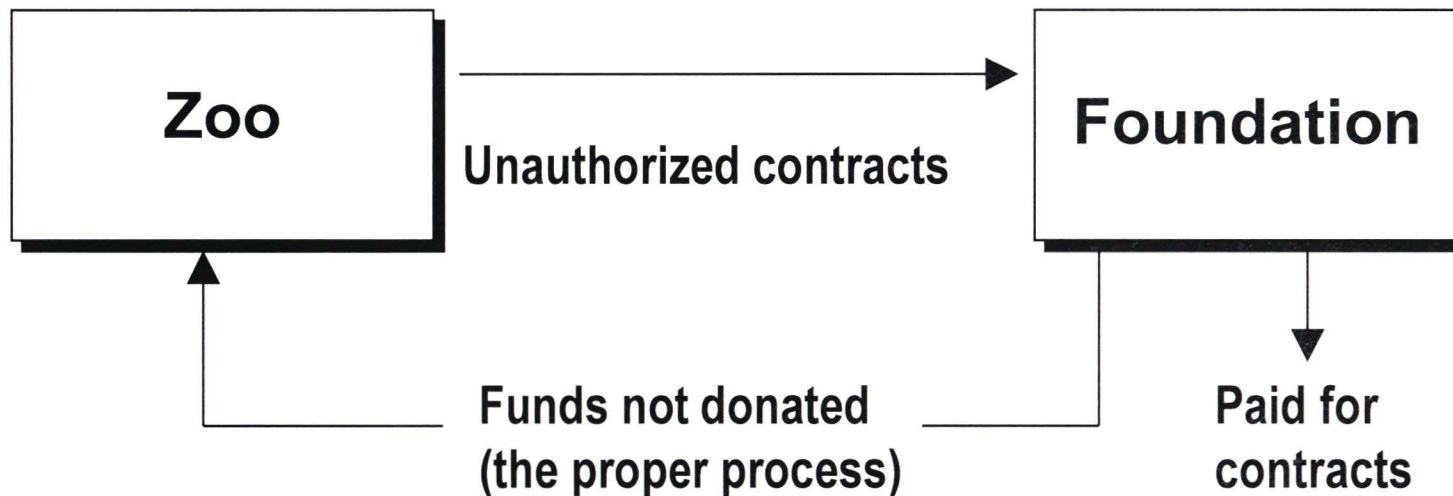 Zoo
Foundation
Unauthorized contracts
Funds not donated
(the proper process)
Paid for
contracts